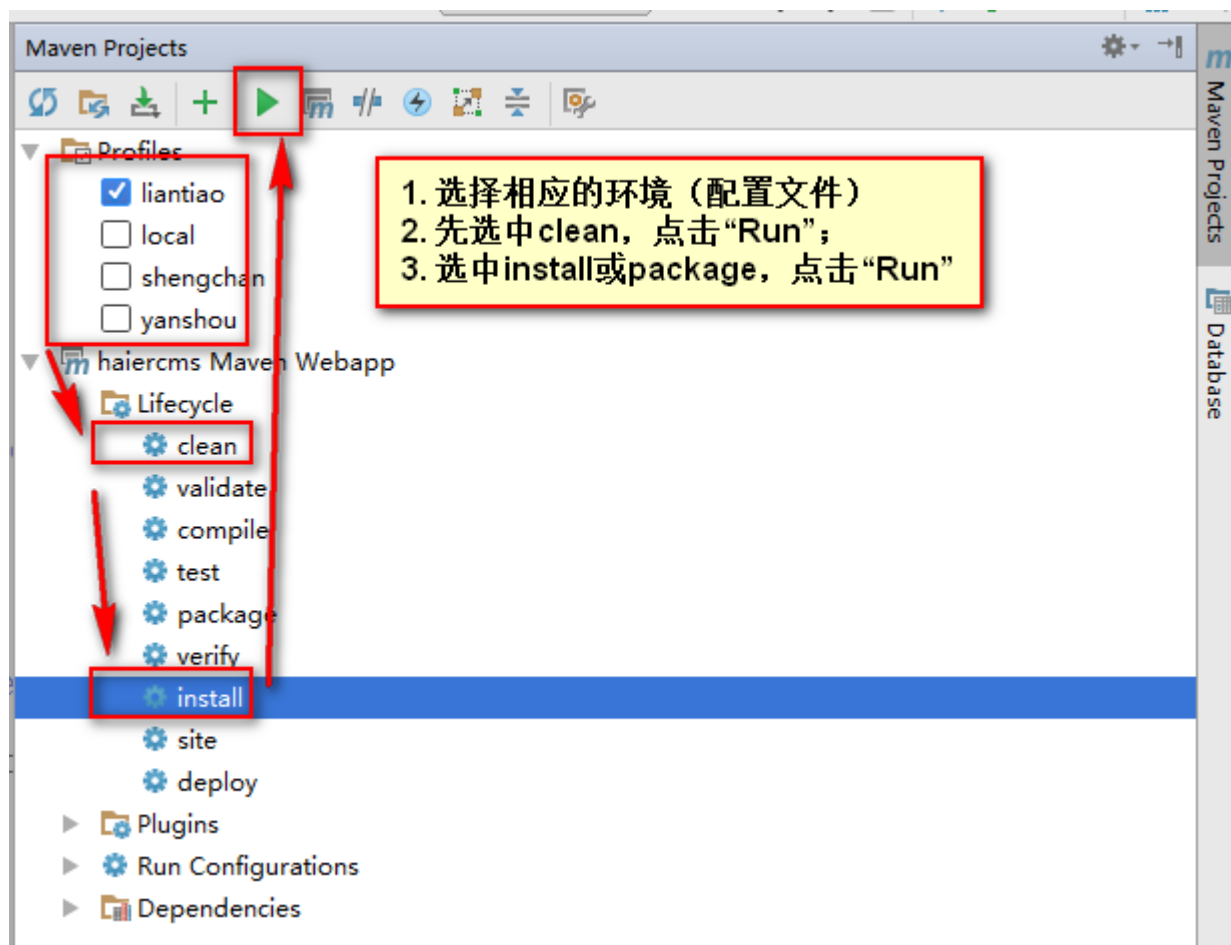 Maven Projects
Profiles
liantiao
local
shengchan
yanshou
1. 选择相应的环境（配置文件）
2. 先选中clean，点击“Run”；
3. 选中install或package，点击“Run”
haiercms Maven Webapp
Lifecycle
clean
validate
compile
test
package
verify
install
site
deploy
Plugins
Run Configurations
Dependencies
Maven Projects
Database